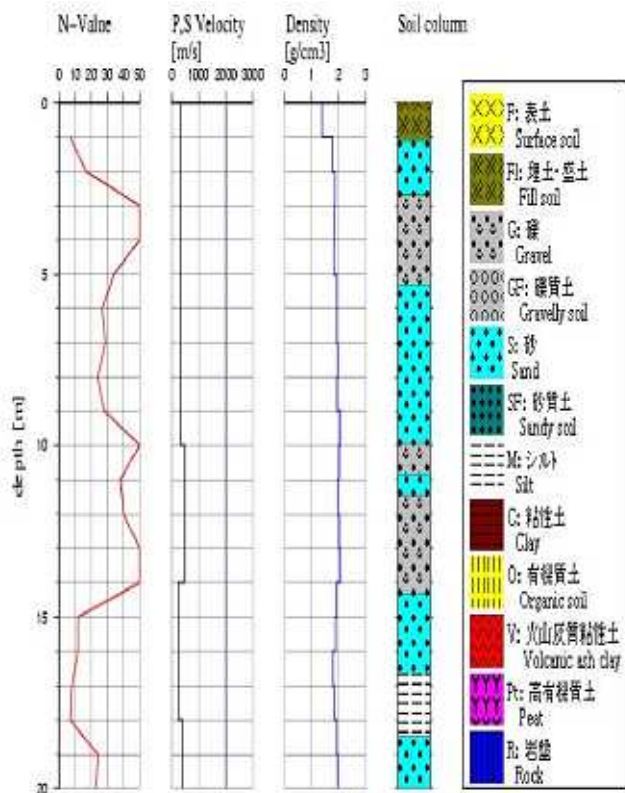 N-Value
P,S Velocity
[m/s]
Density
[g/cm3]
Soil column
0 10 20 30 40 50
0 1000 2000 3000
0 1 2 3
0
5
10
15
20
depth [m]
F: 表土
Surface soil
FI: 埋土・盛土
Fill soil
G: 礫
Gravel
GF: 礫質土
Gravelly soil
S: 砂
Sand
SF: 砂質土
Sandy soil
M: シルト
Silt
C: 粘性土
Clay
O: 有機質土
Organic soil
V: 火山灰質粘性土
Volcanic ash clay
Pt: 高有機質土
Peat
R: 岩盤
Rock